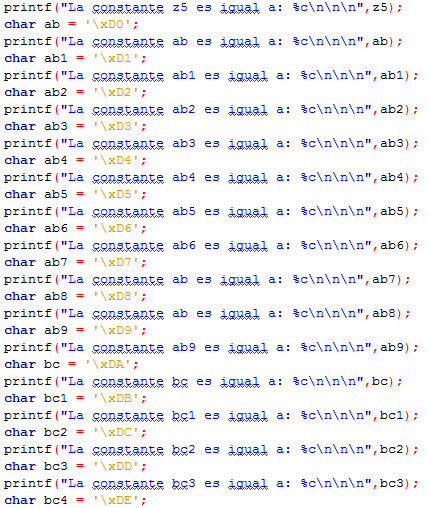 printf("La constante z5 es igual a: %c\n\n\n",z5);
char ab = '\xD0';
printf("La constante ab es igual a: %c\n\n\n",ab);
char ab1 = '\xD1';
printf("La constante ab1 es igual a: %c\n\n\n",ab1);
char ab2 = '\xD2';
printf("La constante ab2 es igual a: %c\n\n\n",ab2);
char ab3 = '\xD3';
printf("La constante ab3 es igual a: %c\n\n\n",ab3);
char ab4 = '\xD4';
printf("La constante ab4 es igual a: %c\n\n\n",ab4);
char ab5 = '\xD5';
printf("La constante ab5 es igual a: %c\n\n\n",ab5);
char ab6 = '\xD6';
printf("La constante ab6 es igual a: %c\n\n\n",ab6);
char ab7 = '\xD7';
printf("La constante ab es igual a: %c\n\n\n",ab7);
char ab8 = '\xD8';
printf("La constante ab es igual a: %c\n\n\n",ab8);
char ab9 = '\xD9';
printf("La constante ab9 es igual a: %c\n\n\n",ab9);
char bc = '\xDA';
printf("La constante bc es igual a: %c\n\n\n",bc);
char bc1 = '\xDB';
printf("La constante bc1 es igual a: %c\n\n\n",bc1);
char bc2 = '\xDC';
printf("La constante bc2 es igual a: %c\n\n\n",bc2);
char bc3 = '\xDD';
printf("La constante bc3 es igual a: %c\n\n\n",bc3);
char bc4 = '\xDE';